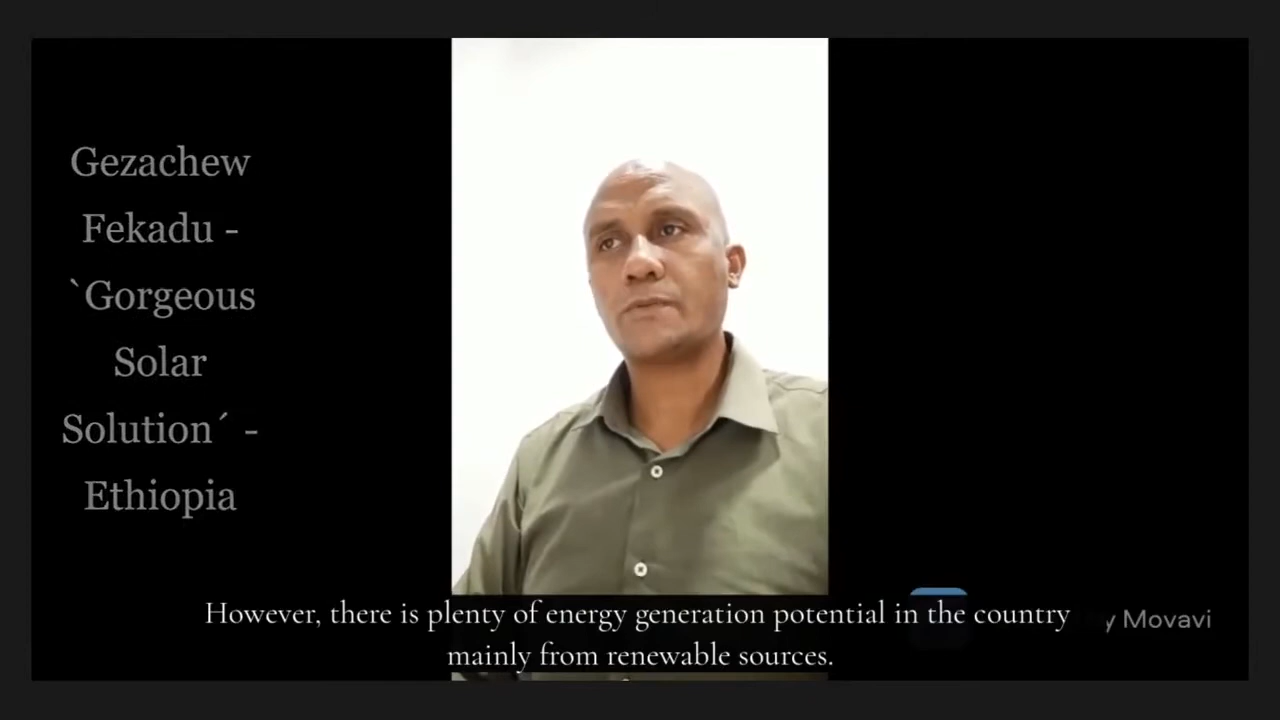 Gezachew
Fekadu -
`Gorgeous
Solar
Solution´ -
Ethiopia
However, there is plenty of energy generation potential in the country
mainly from renewable sources.
y Movavi